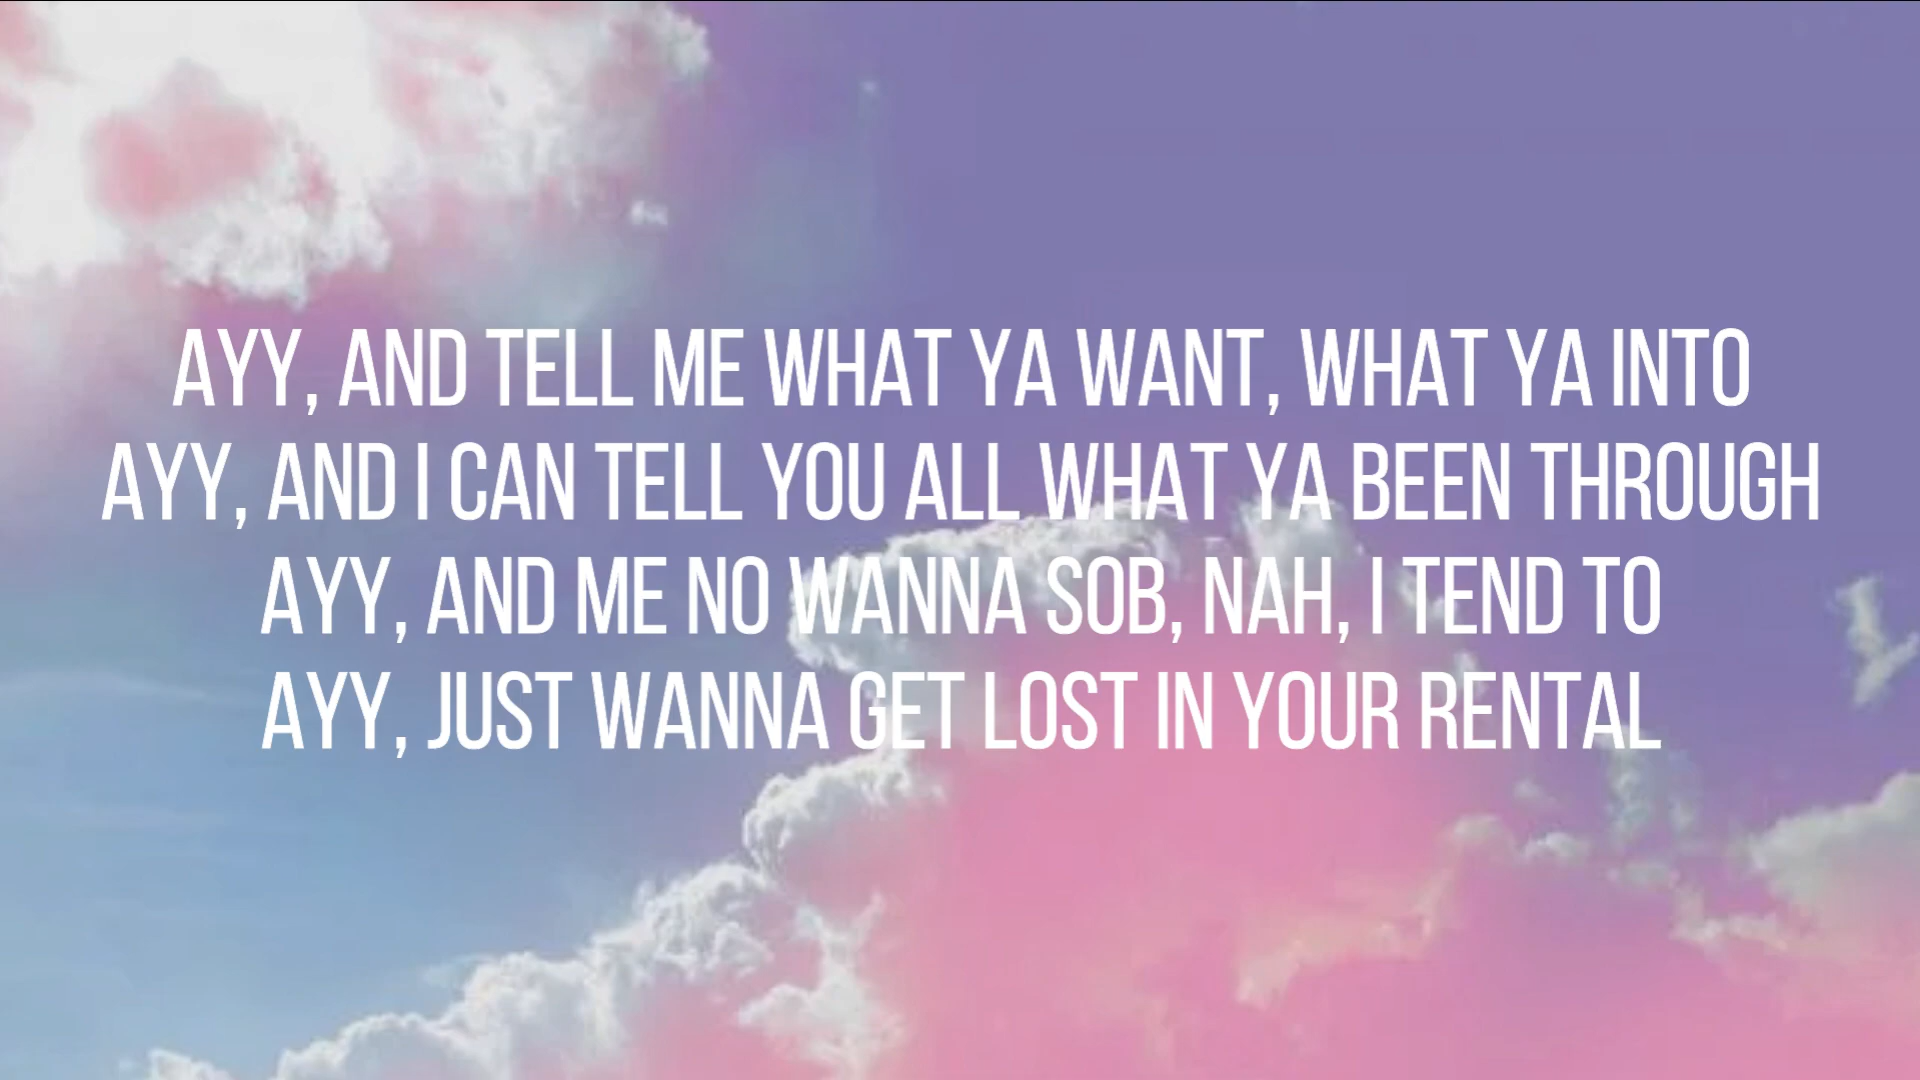 AYY, AND TELL ME WHAT YA WANT, WHAT YA INTO
AYY, AND I CAN TELL YOU ALL WHAT YA BEEN THROUGH
AYY, AND ME NO WANNA SOB, NAH, I TEND TO
AYY, JUST WANNA GET LOST IN YOUR RENTAL